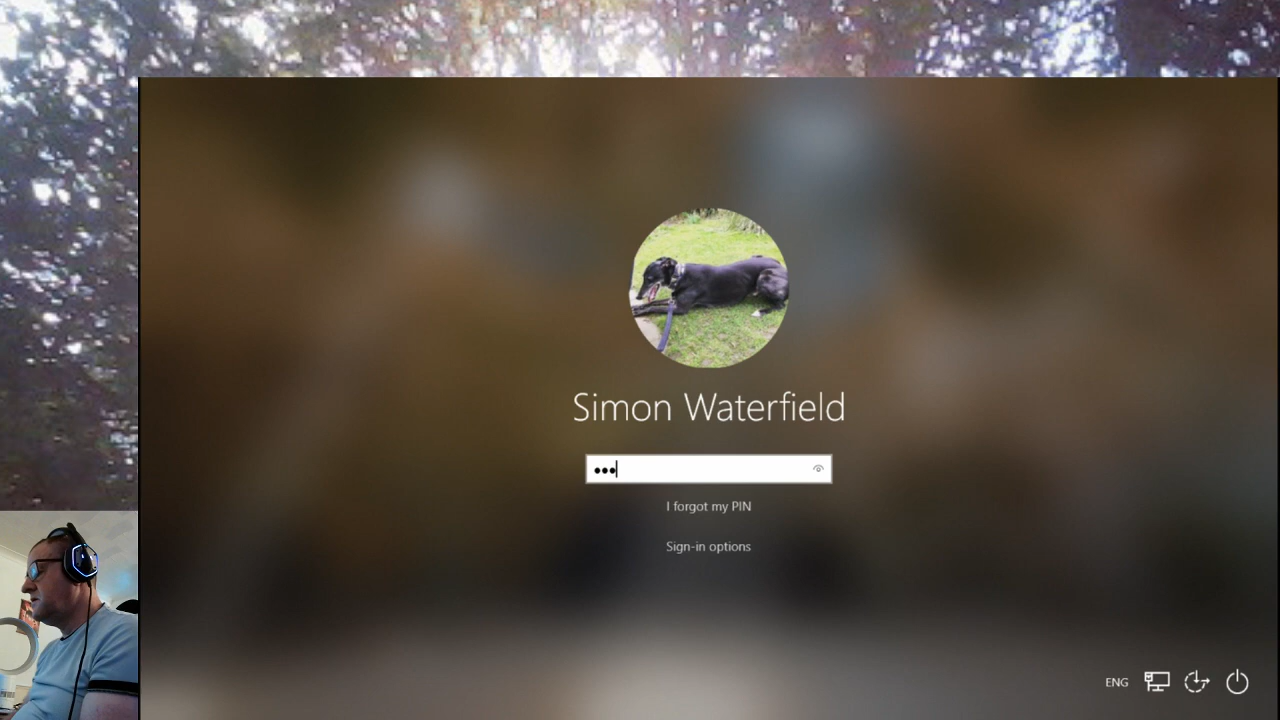 Simon Waterfield
•••
I forgot my PIN
Sign-in options
ENG